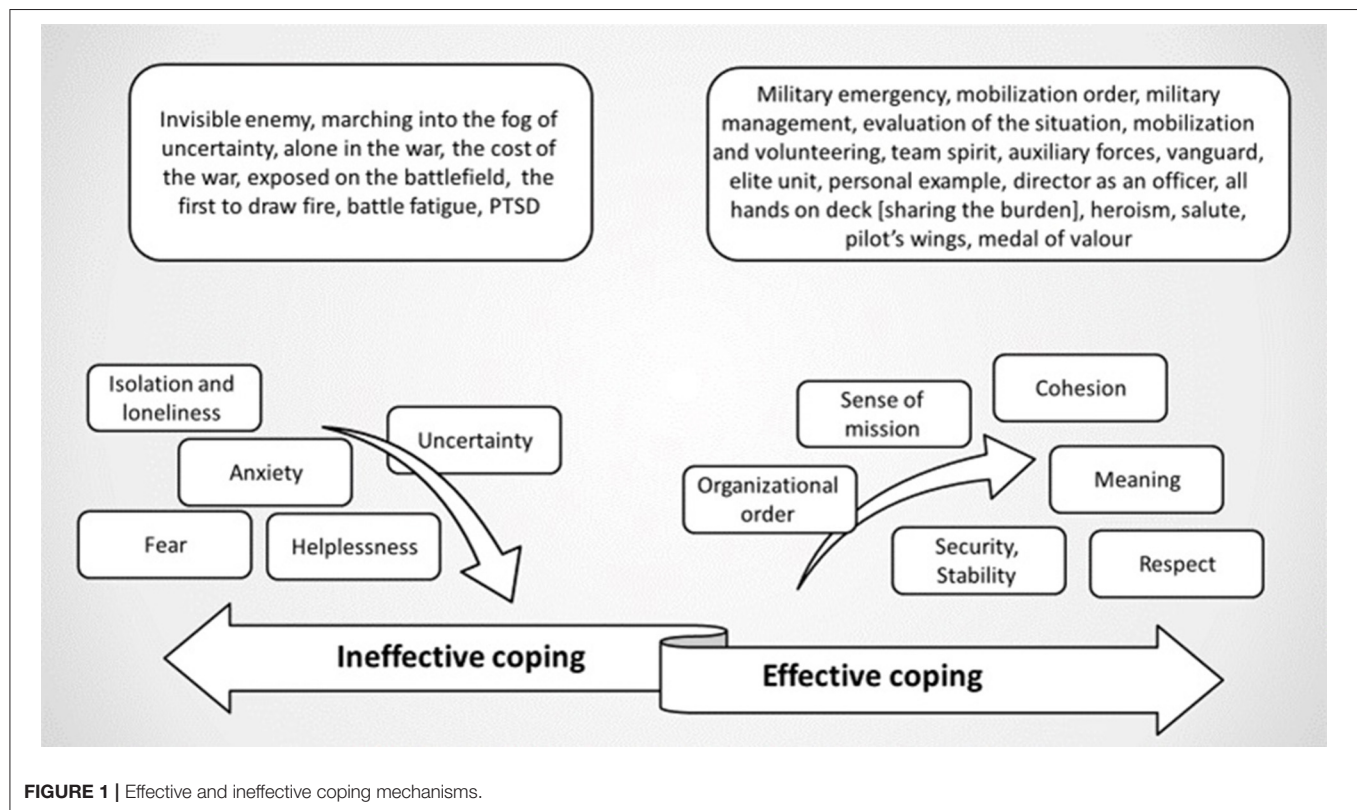 Invisible enemy, marching into the fog of
uncertainty, alone in the war, the cost of
the war, exposed on the battlefield, the
first to draw fire, battle fatigue, PTSD
Military emergency, mobilization order, military
management, evaluation of the situation, mobilization
and volunteering, team spirit, auxiliary forces, vanguard,
elite unit, personal example, director as an officer, all
hands on deck [sharing the burden], heroism, salute,
pilot's wings, medal of valour
Isolation and
loneliness
Uncertainty
Anxiety
Fear
Helplessness
Cohesion
Sense of
mission
Meaning
Organizational
order
Security,
Stability
Respect
Ineffective coping
Effective coping
FIGURE 1 | Effective and ineffective coping mechanisms.